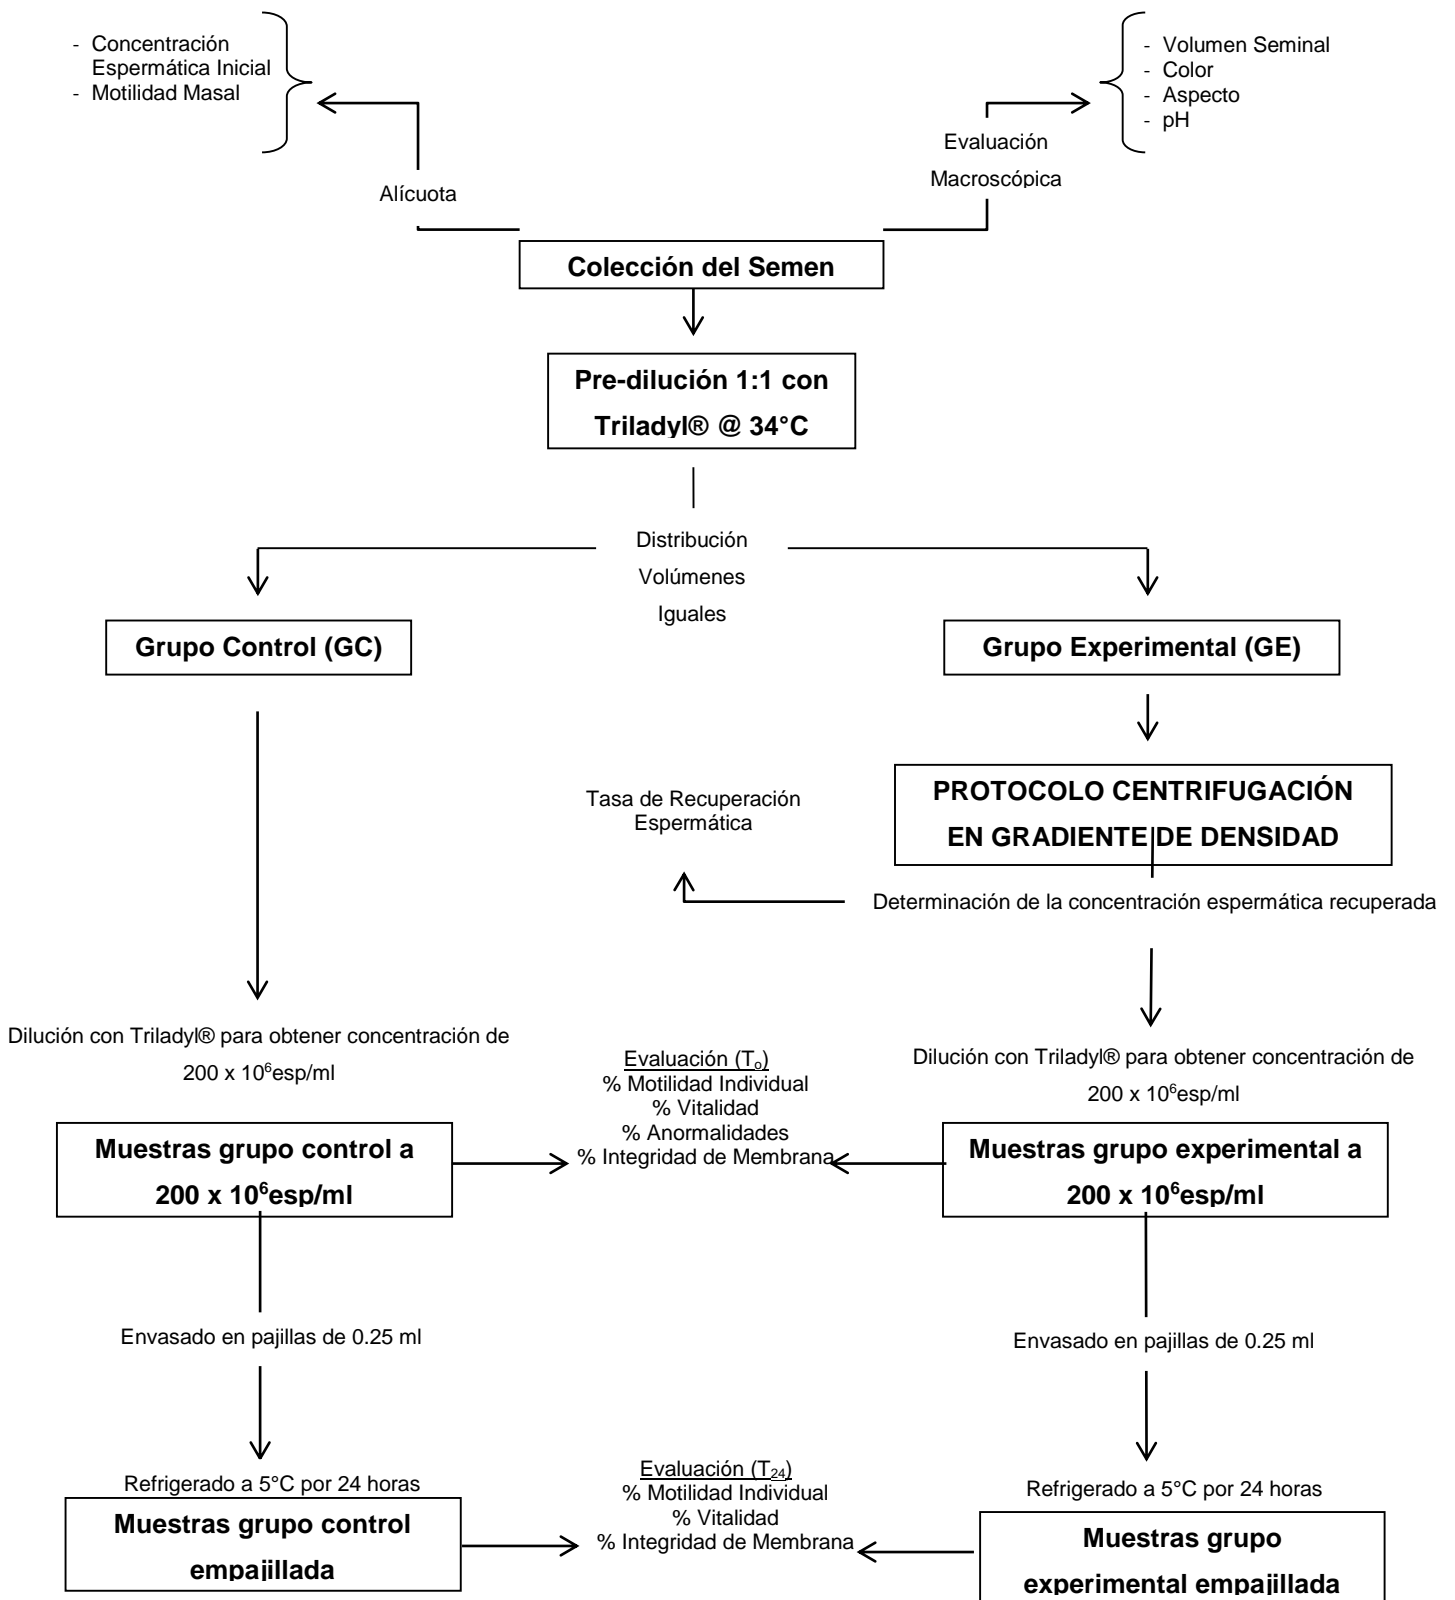 - Concentración
Espermática Inicial
- Motilidad Masal
- Volumen Seminal
- Color
- Aspecto
- pH
Evaluación
Macroscópica
Alícuota
Colección del Semen
Pre-dilución 1:1 con
Triladyl® @ 34°C
Distribución
Volúmenes
Iguales
Grupo Control (GC)
Grupo Experimental (GE)
PROTOCOLO CENTRIFUGACIÓN
EN GRADIENTE DE DENSIDAD
Tasa de Recuperación
Espermática
Determinación de la concentración espermática recuperada
Dilución con Triladyl® para obtener concentración de
200 x 10⁶esp/ml
Evaluación (T₀)
% Motilidad Individual
% Vitalidad
% Anormalidades
% Integridad de Membrana
Dilución con Triladyl® para obtener concentración de
200 x 10⁶esp/ml
Muestras grupo control a
200 x 10⁶esp/ml
Muestras grupo experimental a
200 x 10⁶esp/ml
Envasado en pajillas de 0.25 ml
Envasado en pajillas de 0.25 ml
Refrigerado a 5°C por 24 horas
Muestras grupo control
empajillada
Evaluación (T₂₄)
% Motilidad Individual
% Vitalidad
% Integridad de Membrana
Refrigerado a 5°C por 24 horas
Muestras grupo
experimental empajillada